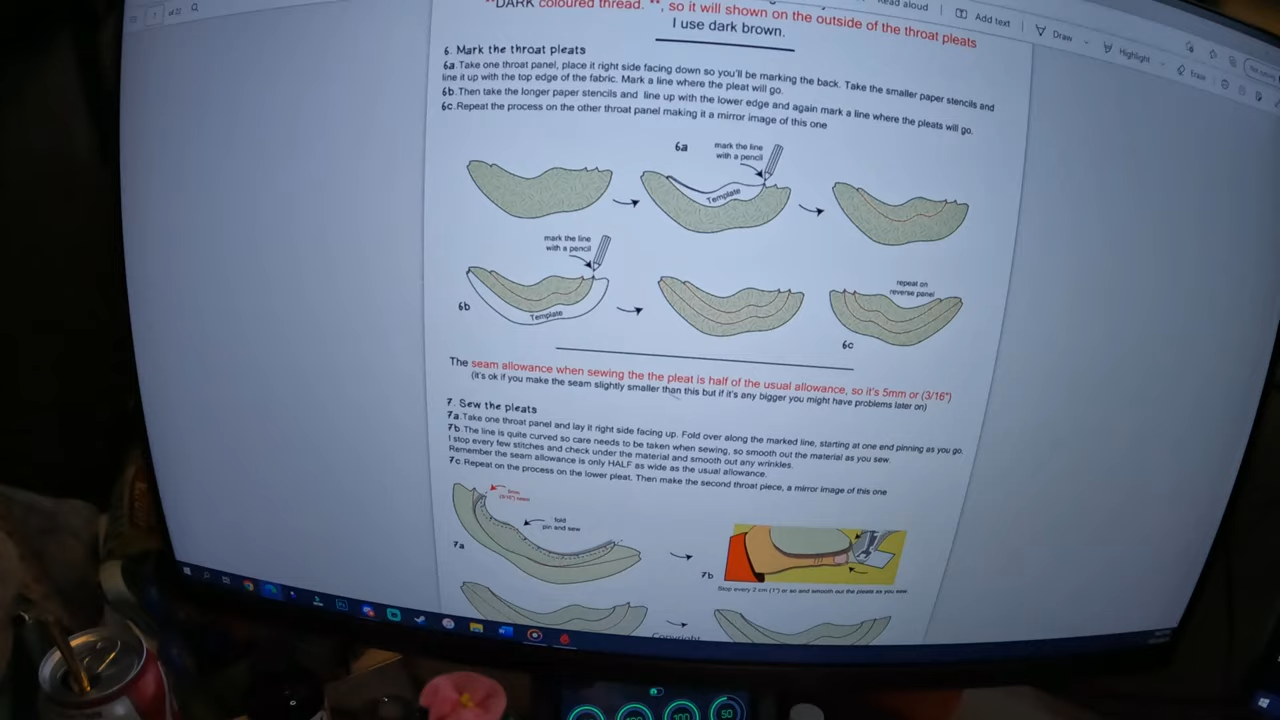 of 22
Read aloud
Add text
Draw
Highlight
Erase
**DARK coloured thread. **, so it will shown on the outside of the throat pleats
I use dark brown.
6. Mark the throat pleats
6a.Take one throat panel, place it right side facing down so you'll be marking the back. Take the smaller paper stencils and
line it up with the top edge of the fabric. Mark a line where the pleat will go.
6b.Then take the longer paper stencils and line up with the lower edge and again mark a line where the pleats will go.
6c.Repeat the process on the other throat panel making it a mirror image of this one
6a
mark the line
with a pencil
Template
mark the line
with a pencil
6b
Template
repeat on
reverse panel
6c
The seam allowance when sewing the the pleat is half of the usual allowance, so it's 5mm or (3/16")
(it's ok if you make the seam slightly smaller than this but if it's any bigger you might have problems later on)
7. Sew the pleats
7a.Take one throat panel and lay it right side facing up. Fold over along the marked line, starting at one end pinning as you go.
7b.The line is quite curved so care needs to be taken when sewing, so smooth out the material as you sew.
I stop every few stitches and check under the material and smooth out any wrinkles.
Remember the seam allowance is only HALF as wide as the usual allowance.
7c.Repeat on the process on the lower pleat. Then make the second throat piece, a mirror image of this one
5mm
(3/16") seam
fold
pin and sew
7a
7b
Stop every 2 cm (1") or so and smooth out the pleats as you sew
Copyright
100
50